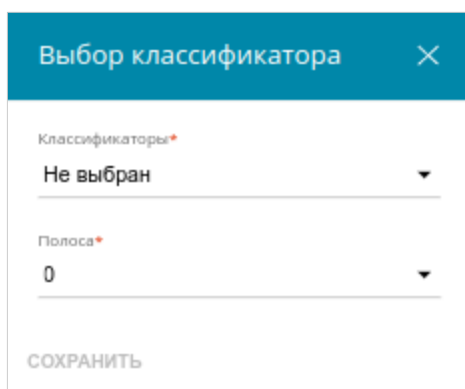 Выбор классификатора
Классификаторы*
Не выбран
Полоса*
0
СОХРАНИТЬ